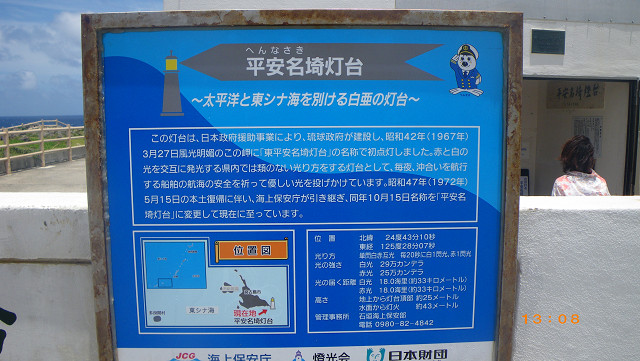 へんなさき
平安名埼灯台
～太平洋と東シナ海を別ける白亜の灯台～
この灯台は、日本政府援助事業により、琉球政府が建設し、昭和42年(1967年)
3月27日風光明媚のこの岬に「東平安名埼灯台」の名称で初点灯しました。赤と白の
光を交互に発光する県内では類のない光り方をする灯台として、毎夜、沖合いを航行
する船舶の航海の安全を祈って優しい光を投げかけています。昭和47年(1972年)
5月15日の本土復帰に伴い、海上保安庁が引き継ぎ、同年10月15日名称を「平安名
埼灯台」に変更して現在に至っています。
位置図
東シナ海
現在地
平安名埼灯台
位 置 北緯 24度43分10秒
東経 125度28分07秒
光り方 単閃白赤互光 毎20秒に白1閃光、赤1閃光
光の強さ 白光 29万カンデラ
赤光 25万カンデラ
光の届く距離 白光 18.0海里(約33キロメートル)
赤光 18.0海里(約33キロメートル)
高さ 地上から灯台頂部 約25メートル
水面から灯火 約43メートル
管理事務所 石垣海上保安部
電話 0980-82-4842
JCG 海上保安庁 燈光会 日本財団
平安名埼燈台
13:08